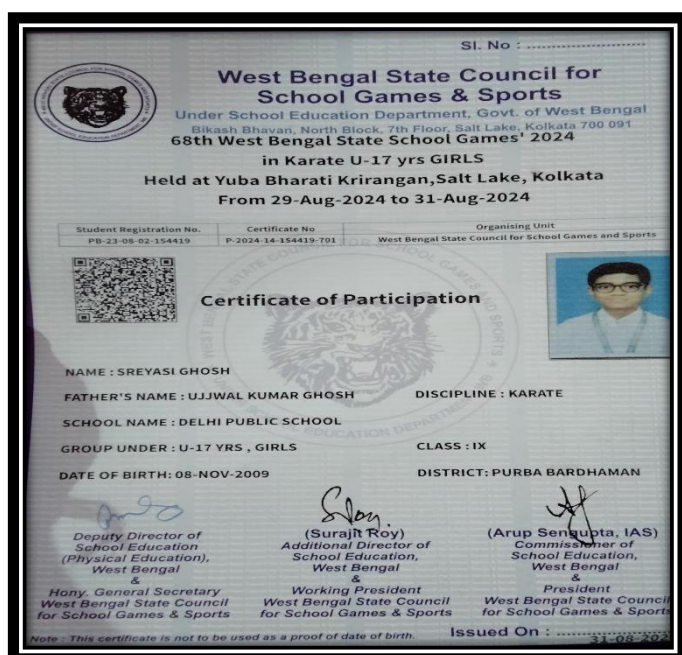 Sl. No : ........................
West Bengal State Council for
School Games & Sports
Under School Education Department, Govt. of West Bengal
Bikash Bhavan, North Block, 7th Floor, Salt Lake, Kolkata 700 091
68th West Bengal State School Games' 2024
in Karate U-17 yrs GIRLS
Held at Yuba Bharati Krirangan,Salt Lake, Kolkata
From 29-Aug-2024 to 31-Aug-2024
Student Registration No. Certificate No Organising Unit
PB-23-08-02-154419 P-2024-14-154419-701 West Bengal State Council for School Games and Sports
Certificate of Participation
NAME : SREYASI GHOSH
FATHER'S NAME : UJJWAL KUMAR GHOSH DISCIPLINE : KARATE
SCHOOL NAME : DELHI PUBLIC SCHOOL
GROUP UNDER : U-17 YRS , GIRLS CLASS : IX
DATE OF BIRTH: 08-NOV-2009 DISTRICT: PURBA BARDHAMAN
Deputy Director of (Surajit Roy) (Arup Sengupta, IAS)
School Education Additional Director of Commissioner of
(Physical Education), School Education, School Education,
West Bengal West Bengal West Bengal
& & &
Hony. General Secretary Working President President
West Bengal State Council West Bengal State Council West Bengal State Council
for School Games & Sports for School Games & Sports for School Games & Sports
Note : This certificate is not to be used as a proof of date of birth. Issued On : ..............
31-08-202